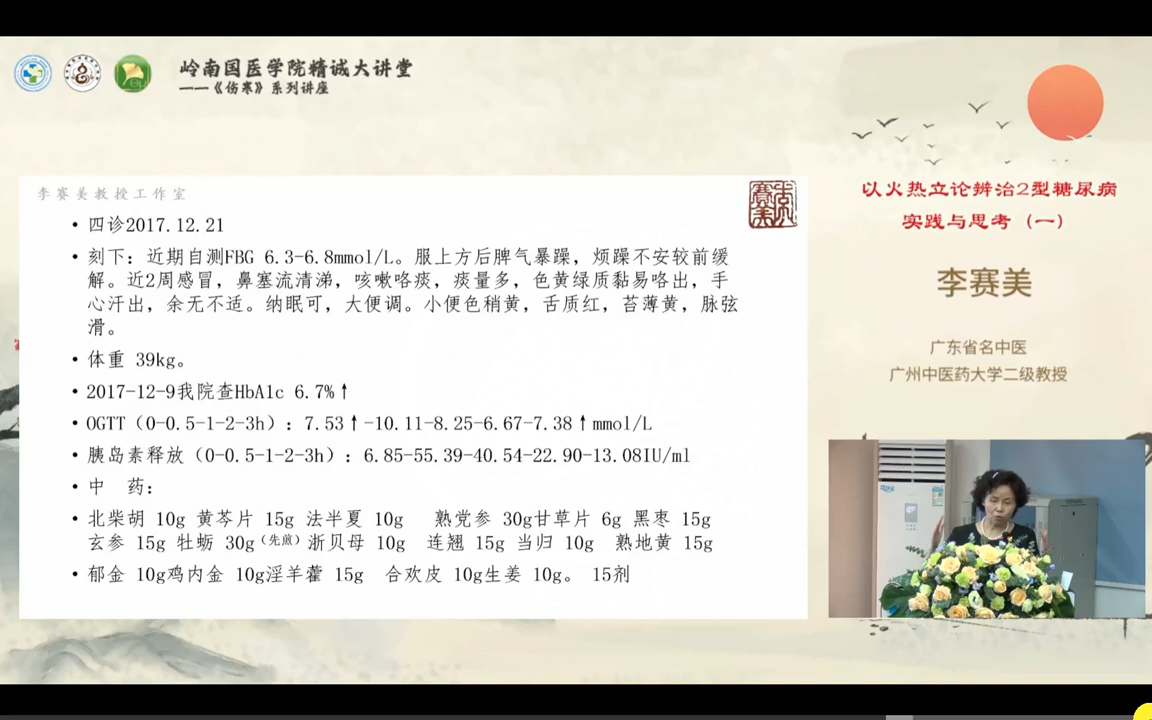 岭南国医学院精诚大讲堂
——《伤寒》系列讲座
李赛美教授工作室
• 四诊2017.12.21
• 刻下：近期自测FBG 6.3-6.8mmol/L。服上方后脾气暴躁，烦躁不安较前缓
解。近2周感冒，鼻塞流清涕，咳嗽咯痰，痰量多，色黄绿质黏易咯出，手
心汗出，余无不适。纳眠可，大便调。小便色稍黄，舌质红，苔薄黄，脉弦
滑。
• 体重 39kg。
• 2017-12-9我院查HbA1c 6.7%↑
• OGTT（0-0.5-1-2-3h）：7.53↑-10.11-8.25-6.67-7.38↑mmol/L
• 胰岛素释放（0-0.5-1-2-3h）：6.85-55.39-40.54-22.90-13.08IU/ml
• 中 药：
• 北柴胡 10g 黄芩片 15g 法半夏 10g 熟党参 30g甘草片 6g 黑枣 15g
玄参 15g 牡蛎 30g（先煎）浙贝母 10g 连翘 15g 当归 10g 熟地黄 15g
• 郁金 10g鸡内金 10g淫羊藿 15g 合欢皮 10g生姜 10g。 15剂
以火热立论辨治2型糖尿病
实践与思考（一）
李赛美
广东省名中医
广州中医药大学二级教授